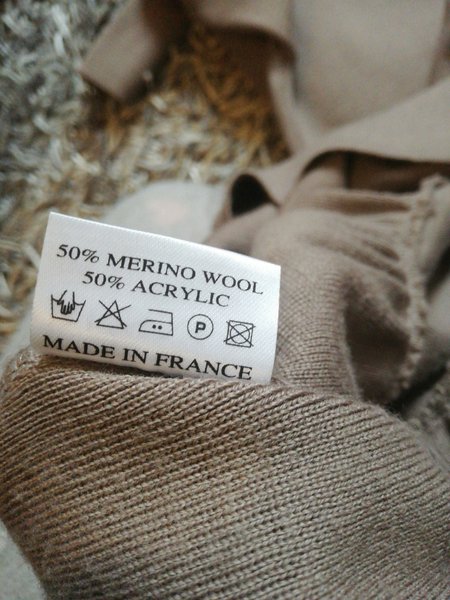 50% MERINO WOOL
50% ACRYLIC
P
MADE IN FRANCE